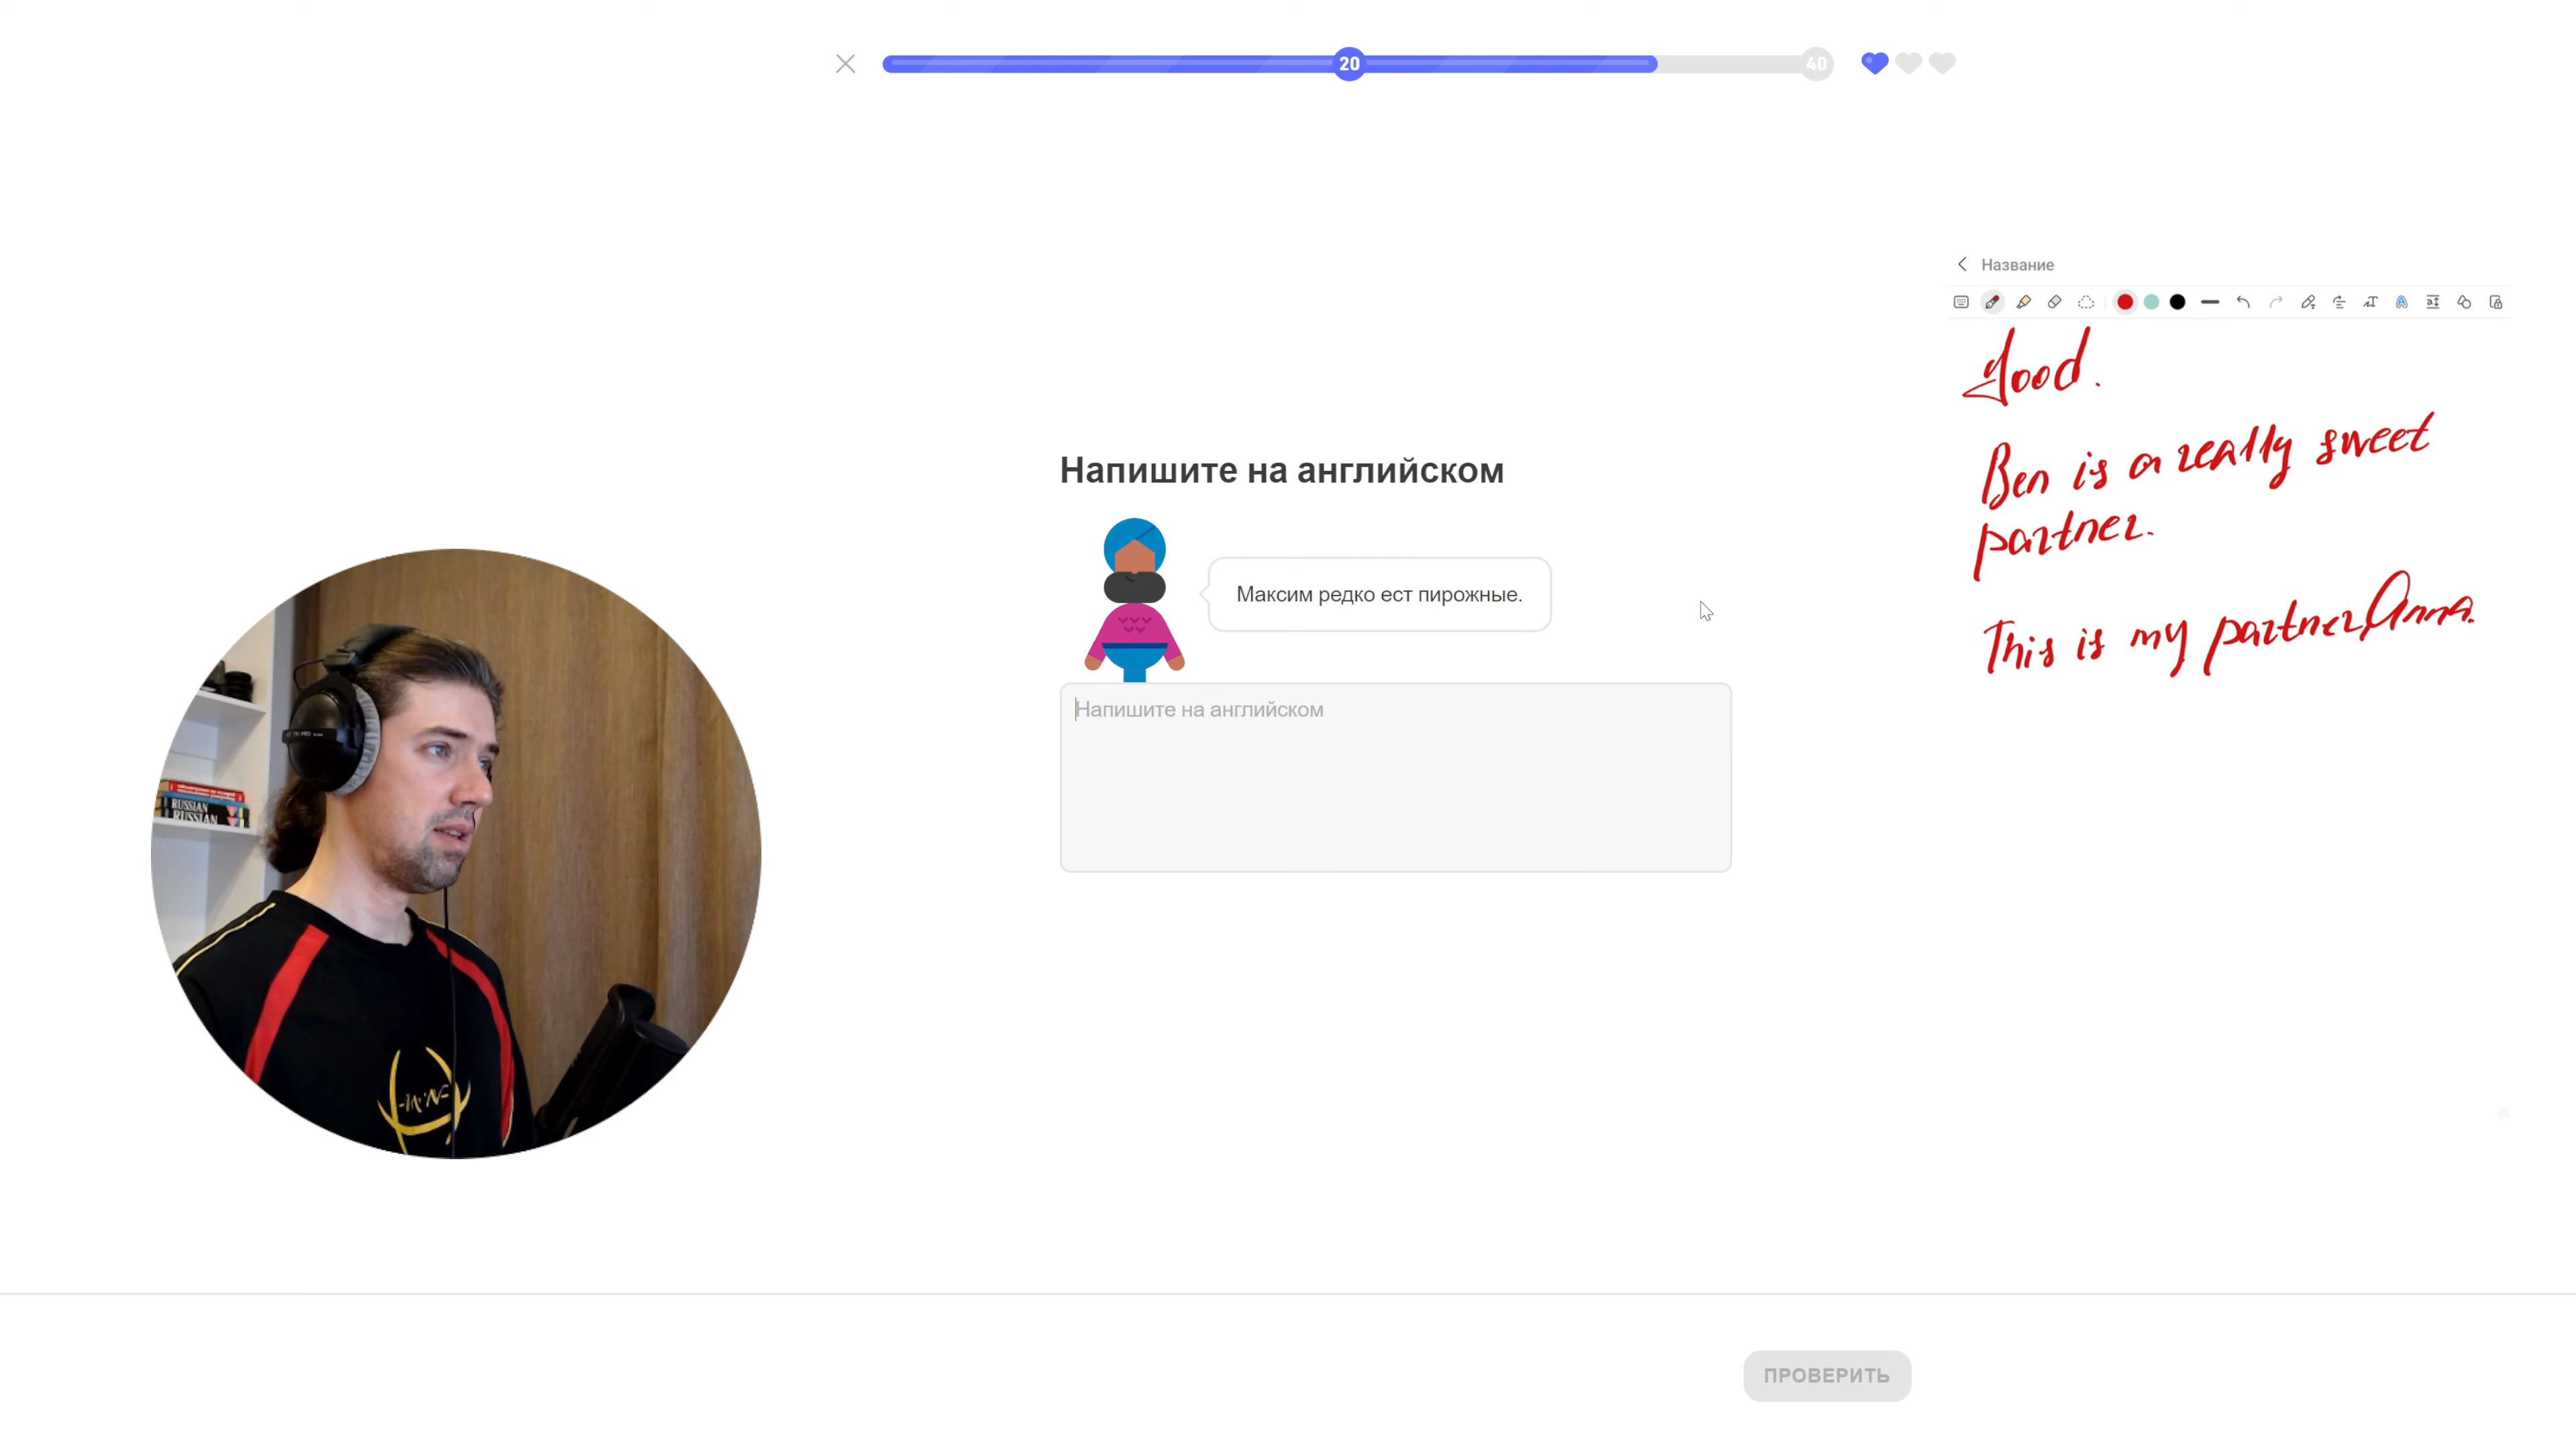 20
40
Название
good.
Ben is a really sweet
partner.
This is my partner, Anna.
Напишите на английском
Максим редко ест пирожные.
Напишите на английском
RUSSIAN
RUSSIAN
ПРОВЕРИТЬ